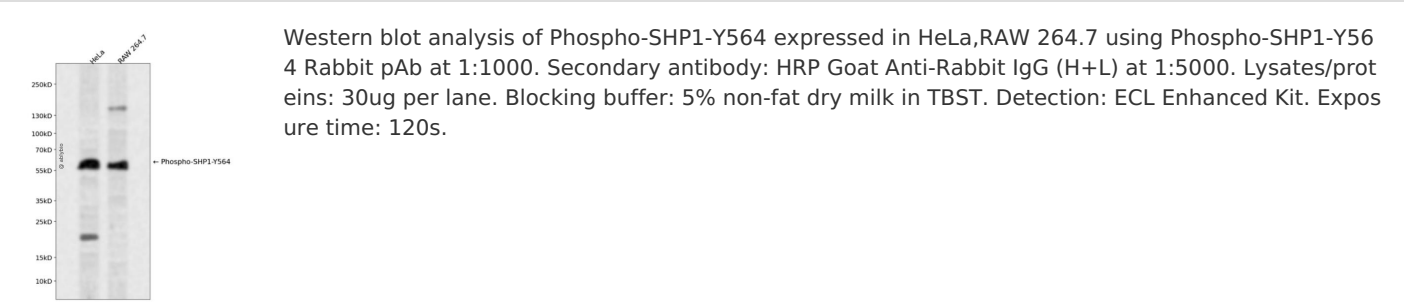 HeLa
RAW 264.7
250kD
130kD
100kD
70kD
55kD
35kD
25kD
15kD
10kD
@ abybio
← Phospho-SHP1-Y564
Western blot analysis of Phospho-SHP1-Y564 expressed in HeLa,RAW 264.7 using Phospho-SHP1-Y56
4 Rabbit pAb at 1:1000. Secondary antibody: HRP Goat Anti-Rabbit IgG (H+L) at 1:5000. Lysates/prot
eins: 30ug per lane. Blocking buffer: 5% non-fat dry milk in TBST. Detection: ECL Enhanced Kit. Expos
ure time: 120s.